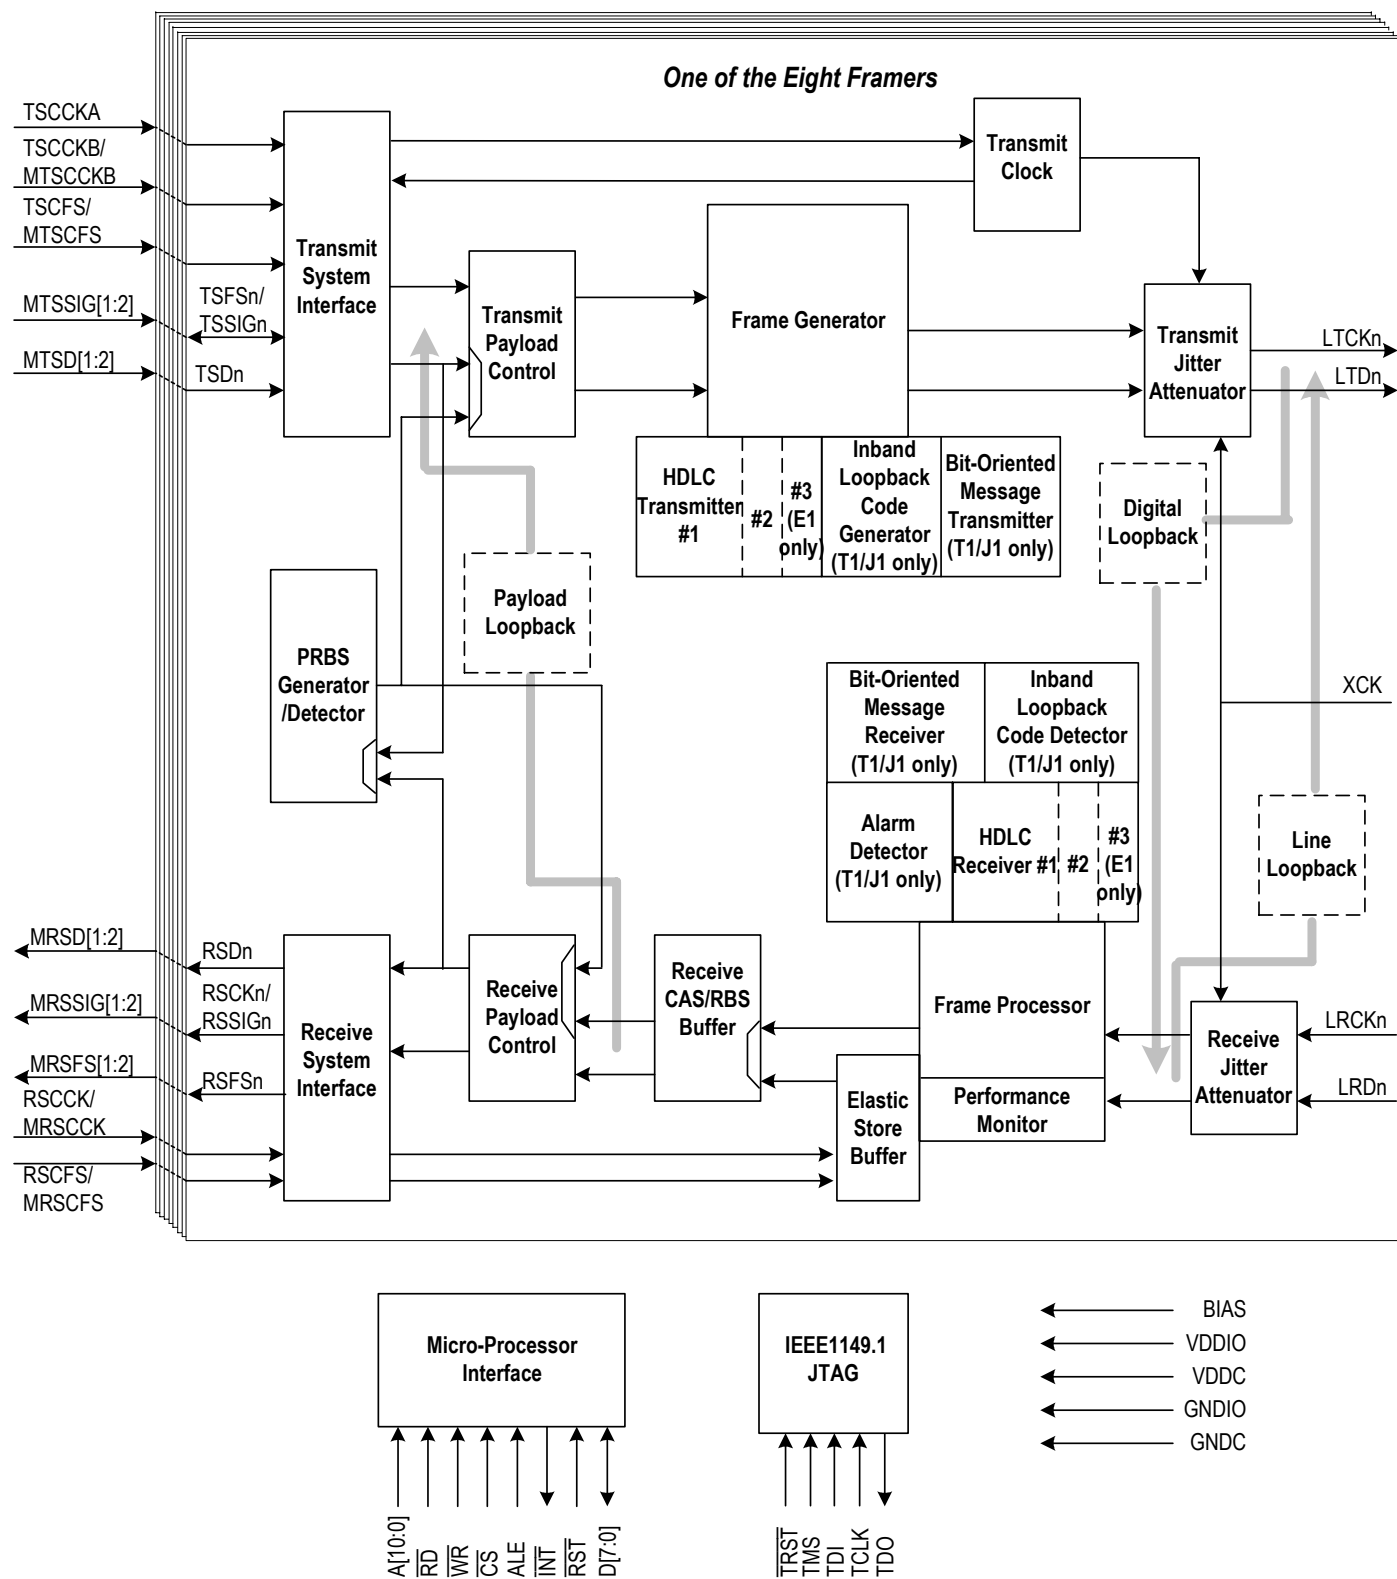 One of the Eight Framers
TSCCKA
TSCCKB/
MTSCCKB
TSCFS/
MTSCFS
MTSSIG[1:2]
TSFSn/
TSSIGn
MTSD[1:2]
TSDn
Transmit
System
Interface
Transmit
Payload
Control
Frame Generator
Transmit
Clock
Transmit
Jitter
Attenuator
LTCKn
LTDn
HDLC
Transmitter
#1
#2
#3
(E1
only)
Inband
Loopback
Code
Generator
(T1/J1 only)
Bit-Oriented
Message
Transmitter
(T1/J1 only)
Digital
Loopback
Payload
Loopback
PRBS
Generator
/Detector
Bit-Oriented
Message
Receiver
(T1/J1 only)
Inband
Loopback
Code Detector
(T1/J1 only)
XCK
Alarm
Detector
(T1/J1 only)
HDLC
Receiver #1
#2
#3
(E1
only)
Line
Loopback
MRSD[1:2]
RSDn
MRSSIG[1:2]
RSCKn/
RSSIGn
MRSFS[1:2]
RSFSn
RSCCK/
MRSCCK
RSCFS/
MRSCFS
Receive
System
Interface
Receive
Payload
Control
Receive
CAS/RBS
Buffer
Elastic
Store
Buffer
Frame Processor
Performance
Monitor
Receive
Jitter
Attenuator
LRCKn
LRDn
Micro-Processor
Interface
A[10:0]
RD
WR
CS
ALE
INT
RST
D[7:0]
IEEE1149.1
JTAG
TRST
TMS
TDI
TCLK
TDO
BIAS
VDDIO
VDDC
GNDIO
GNDC